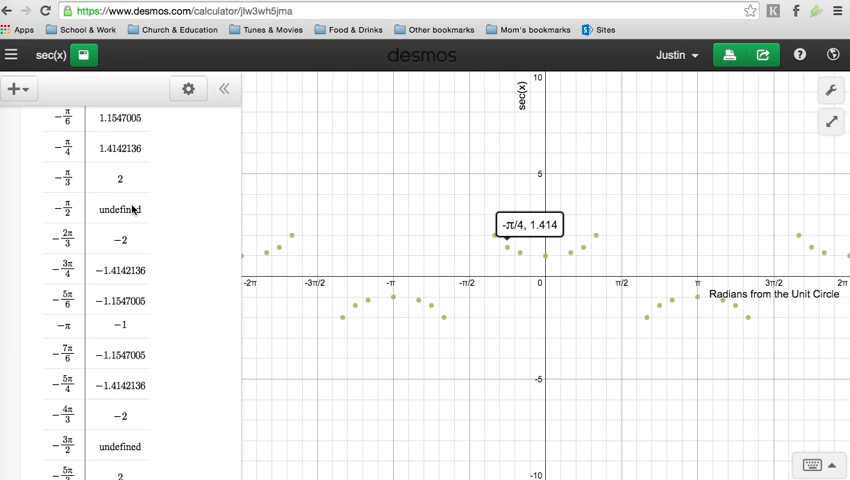 https://www.desmos.com/calculator/jlw3wh5jma
Apps School & Work Church & Education Tunes & Movies Food & Drinks Other bookmarks Mom's bookmarks Sites
sec(x) desmos Justin
−π/6 1.1547005
−π/4 1.4142136
−π/3 2
−π/2 undefined
−2π/3 −2
−3π/4 −1.4142136
−5π/6 −1.1547005
−π −1
−7π/6 −1.1547005
−5π/4 −1.4142136
−4π/3 −2
−3π/2 undefined
−5π/3 2
10
sec(x)
5
-π/4, 1.414
-2π -3π/2 -π -π/2 0 π/2 π 3π/2 2π
Radians from the Unit Circle
-5
-10